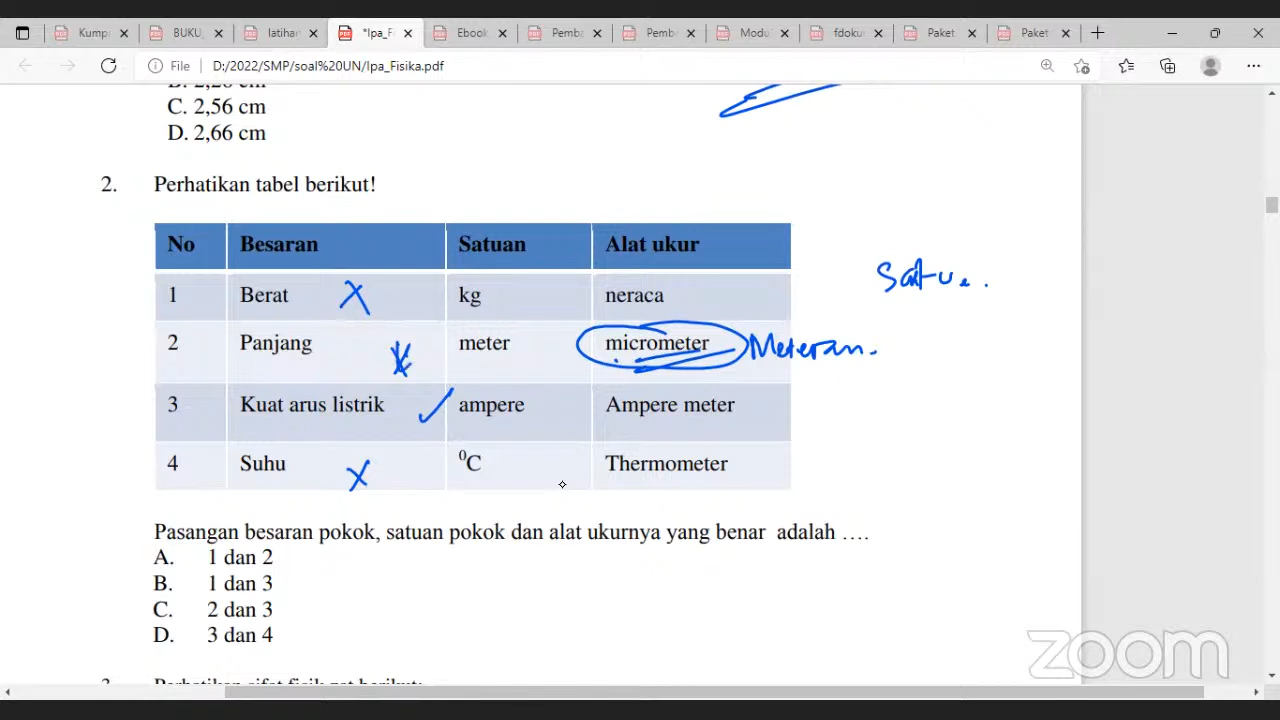 Kump
BUKU
latihar
*Ipa_F
Ebook
Pemba
Pemb
Modu
fdoku
Paket
Paket
File D:/2022/SMP/soal%20UN/Ipa_Fisika.pdf
C. 2,56 cm
D. 2,66 cm
2. Perhatikan tabel berikut!
No Besaran Satuan Alat ukur
1 Berat kg neraca
2 Panjang meter micrometer Meteran.
3 Kuat arus listrik ampere Ampere meter
4 Suhu ⁰C Thermometer
Pasangan besaran pokok, satuan pokok dan alat ukurnya yang benar adalah ….
A. 1 dan 2
B. 1 dan 3
C. 2 dan 3
D. 3 dan 4
zoom